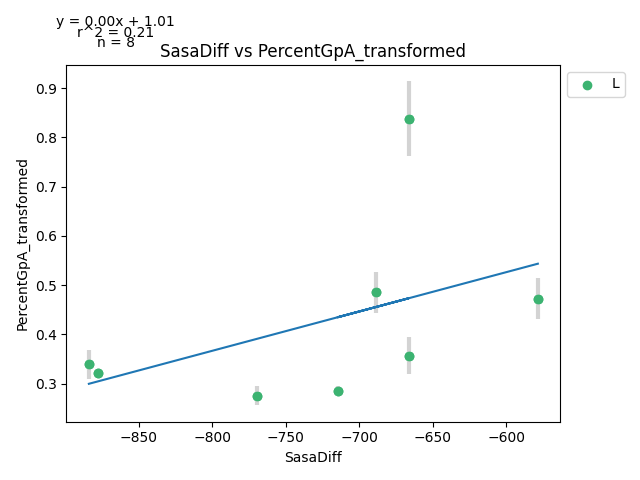 y = 0.00x + 1.01
r^2 = 0.21
n = 8
SasaDiff vs PercentGpA_transformed
L
PercentGpA_transformed
0.9
0.8
0.7
0.6
0.5
0.4
0.3
−850
−800
−750
−700
−650
−600
SasaDiff